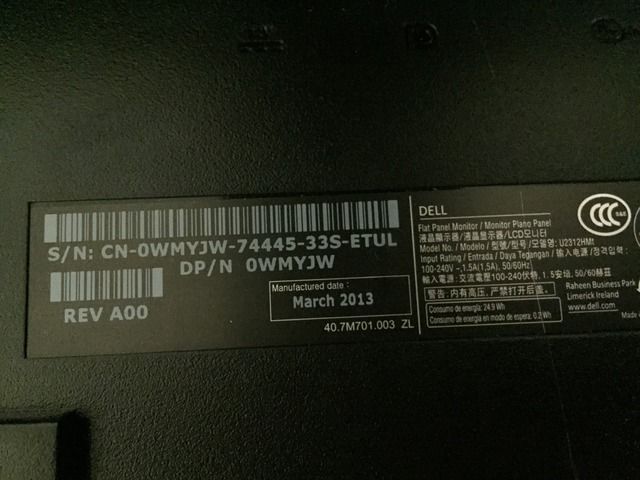 S/N: CN-0WMYJW-74445-33S-ETUL
DP/N 0WMYJW
REV A00
Manufactured date:
March 2013
40.7M701.003 ZL
DELL
Flat Panel Monitor / Monitor Plano Panel
液晶顯示器/液晶显示器/LCD모니터
Model No. / Modelo / 型號/型号/모델명: U2312HMt
Input Rating / Entrada / Daya Tegangan / 輸入電源/정격입력:
100-240V ~,1.5A(1.5A), 50/60Hz
輸入電源: 交流電壓100-240伏特, 1.5安培, 50/60赫茲
警告: 内有高压, 严禁打开后盖.
Consumo de energía: 24.9 Wh
Consumo de energía en modo de espera: 0.2 Wh
CCC
S&E
Raheen Business Park
Limerick Ireland
www.dell.com
Made